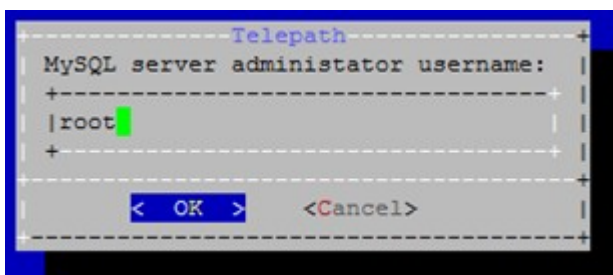 Telepath
MySQL server administator username:
root
< OK > <Cancel>